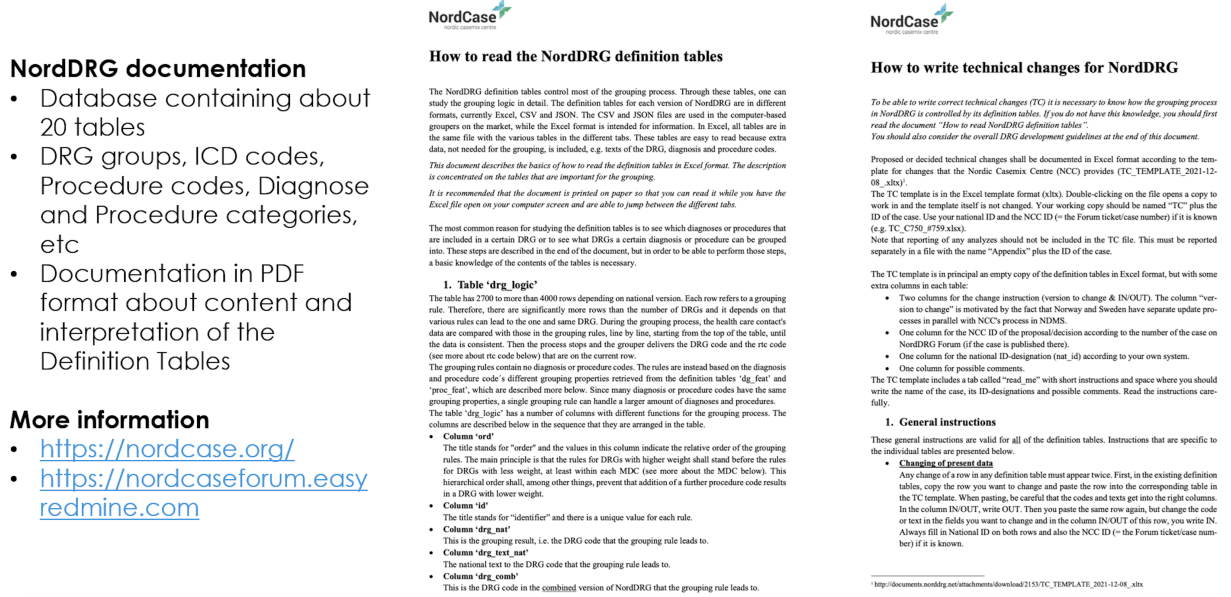 NordDRG documentation
• Database containing about
20 tables
• DRG groups, ICD codes,
Procedure codes, Diagnose
and Procedure categories,
etc
• Documentation in PDF
format about content and
interpretation of the
Definition Tables
More information
• https://nordcase.org/
• https://nordcaseforum.easy
redmine.com
NordCase
nordic casemix centre
How to read the NordDRG definition tables
The NordDRG definition tables control most of the grouping process. Through these tables, one can
study the grouping logic in detail. The definition tables for each version of NordDRG are in different
formats, currently Excel, CSV and JSON. The CSV and JSON files are used in the computer-based
groupers on the market, while the Excel format is intended for information. In Excel, all tables are in
the same file with the various tables in the different tabs. These tables are easy to read because extra
data, not needed for the grouping, is included, e.g. texts of the DRG, diagnosis and procedure codes.
This document describes the basics of how to read the definition tables in Excel format. The description
is concentrated on the tables that are important for the grouping.
It is recommended that the document is printed on paper so that you can read it while you have the
Excel file open on your computer screen and are able to jump between the different tabs.
The most common reason for studying the definition tables is to see which diagnoses or procedures
that are included in a certain DRG or to see what DRGs a certain diagnosis or procedure can be grouped
into. These steps are described in the end of the document, but in order to be able to perform those steps,
a basic knowledge of the contents of the tables is necessary.
1. Table ‘drg_logic’
The table has 2700 to more than 4000 rows depending on national version. Each row refers to a grouping
rule. Therefore, there are significantly more rows than the number of DRGs and it depends on that
various rules can lead to the one and same DRG. During the grouping process, the health care contact's
data are compared with those in the grouping rules, line by line, starting from the top of the table, until
the data is consistent. Then the process stops and the grouper delivers the DRG code and the rtc code
(see more about rtc code below) that are on the current row.
The grouping rules contain no diagnosis or procedure codes. The rules are instead based on the diagnosis
and procedure code´s different grouping properties retrieved from the definition tables ‘dg_feat’ and
‘proc_feat’, which are described more below. Since many diagnosis or procedure codes have the same
grouping properties, a single grouping rule can handle a larger amount of diagnoses and procedures.
The table ‘drg_logic’ has a number of columns with different functions for the grouping process. The
columns are described below in the sequence that they are arranged in the table.
• Column ‘ord’
The title stands for "order" and the values in this column indicate the relative order of the grouping
rules. The main principle is that the rules for DRGs with higher weight shall stand before the rules
for DRGs with less weight, at least within each MDC (see more about the MDC below). This
hierarchical order shall, among other things, prevent that addition of a further procedure code results
in a DRG with lower weight.
• Column ‘id’
The title stands for “identifier” and there is a unique value for each rule.
• Column ‘drg_nat’
This is the grouping result, i.e. the DRG code that the grouping rule leads to.
• Column ‘drg_text_nat’
The national text to the DRG code that the grouping rule leads to.
• Column ‘drg_comb’
This is the DRG code in the combined version of NordDRG that the grouping rule leads to.
NordCase
nordic casemix centre
How to write technical changes for NordDRG
To be able to write correct technical changes (TC) it is necessary to know how the grouping process
in NordDRG is controlled by its definition tables. If you do not have this knowledge, you should first
read the document “How to read NordDRG definition tables”.
You should also consider the overall DRG development guidelines at the end of this document.
Proposed or decided technical changes shall be documented in Excel format according to the tem-
plate for changes that the Nordic Casemix Centre (NCC) provides (TC_TEMPLATE_2021-12-
08_.xltx)¹.
The TC template is in the Excel template format (xltx). Double-clicking on the file opens a copy to
work in and the template itself is not changed. Your working copy should be named “TC” plus the
ID of the case. Use your national ID and the NCC ID (= the Forum ticket/case number) if it is known
(e.g. TC_C750_#759.xlsx).
Note that reporting of any analyzes should not be included in the TC file. This must be reported
separately in a file with the name “Appendix” plus the ID of the case.
The TC template is in principal an empty copy of the definition tables in Excel format, but with some
extra columns in each table:
• Two columns for the change instruction (version to change & IN/OUT). The column “ver-
sion to change” is motivated by the fact that Norway and Sweden have separate update pro-
cesses in parallel with NCC's process in NDMS.
• One column for the NCC ID of the proposal/decision according to the number of the case on
NordDRG Forum (if the case is published there).
• One column for the national ID-designation (nat_id) according to your own system.
• One column for possible comments.
The TC template includes a tab called “read_me” with short instructions and space where you should
write the name of the case, its ID-designations and possible comments. Read the instructions care-
fully.
1. General instructions
These general instructions are valid for all of the definition tables. Instructions that are specific to
the individual tables are presented below.
• Changing of present data
Any change of a row in any definition table must appear twice. First, in the existing definition
tables, copy the row you want to change and paste the row into the corresponding table in
the TC template. When pasting, be careful that the codes and texts get into the right columns.
In the column IN/OUT, write OUT. Then you paste the same row again, but change the code
or text in the fields you want to change and in the column IN/OUT of this row, you write IN.
Always fill in National ID on both rows and also the NCC ID (= the Forum ticket/case num-
ber) if it is known.
¹ http://documents.norddrg.net/attachments/download/2153/TC_TEMPLATE_2021-12-08_.xltx